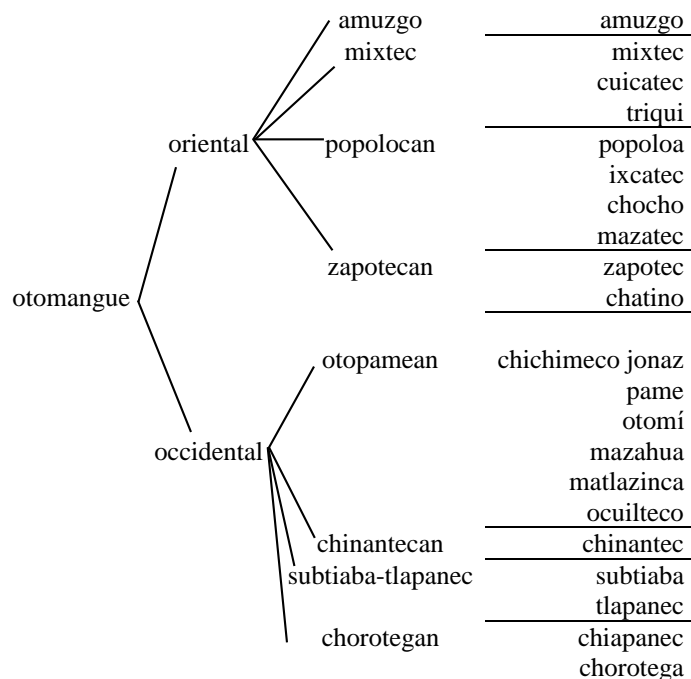 amuzgo amuzgo
mixtec mixtec
cuicatec
triqui
oriental popolocan popoloa
ixcatec
chocho
mazatec
zapotecan zapotec
otomangue chatino
otopamean chichimeco jonaz
pame
otomí
occidental mazahua
matlazinca
ocuilteco
chinantecan chinantec
subtiaba-tlapanec subtiaba
tlapanec
chorotegan chiapanec
chorotega